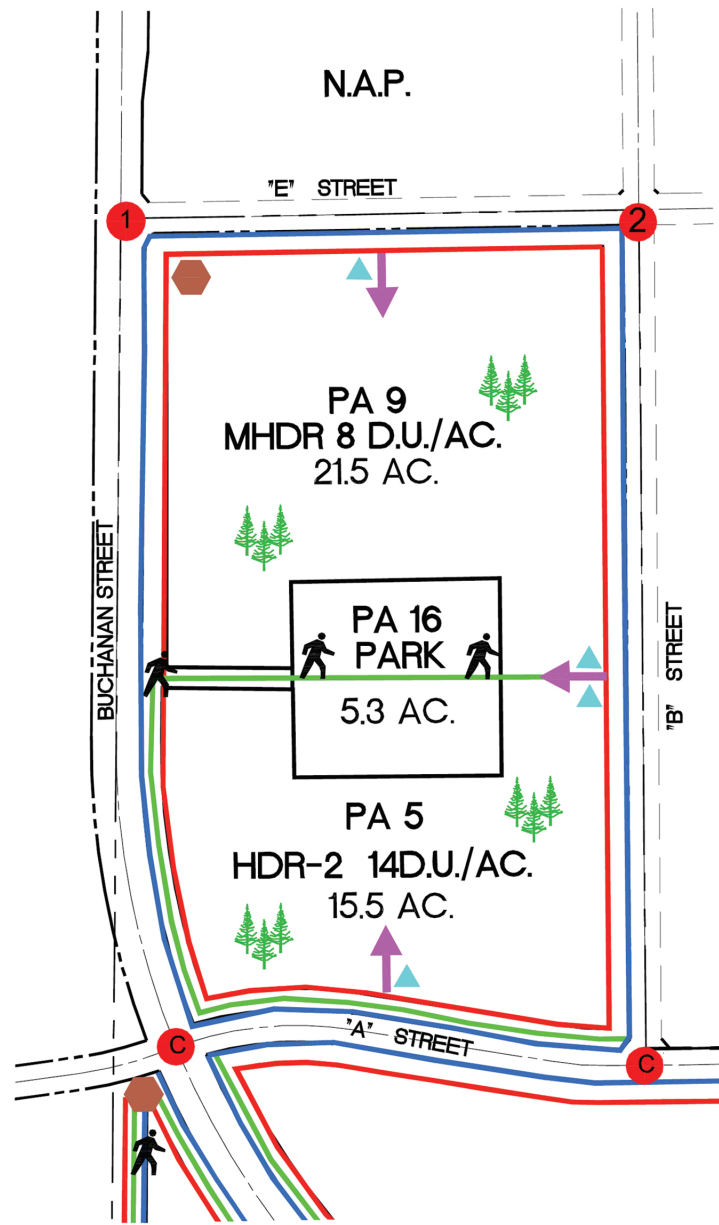 N.A.P.
"E" STREET
1
2
PA 9
MHDR 8 D.U./AC.
21.5 AC.
BUCHANAN STREET
PA 16
PARK
5.3 AC.
"B" STREET
PA 5
HDR-2 14D.U./AC.
15.5 AC.
"A" STREET
C
C